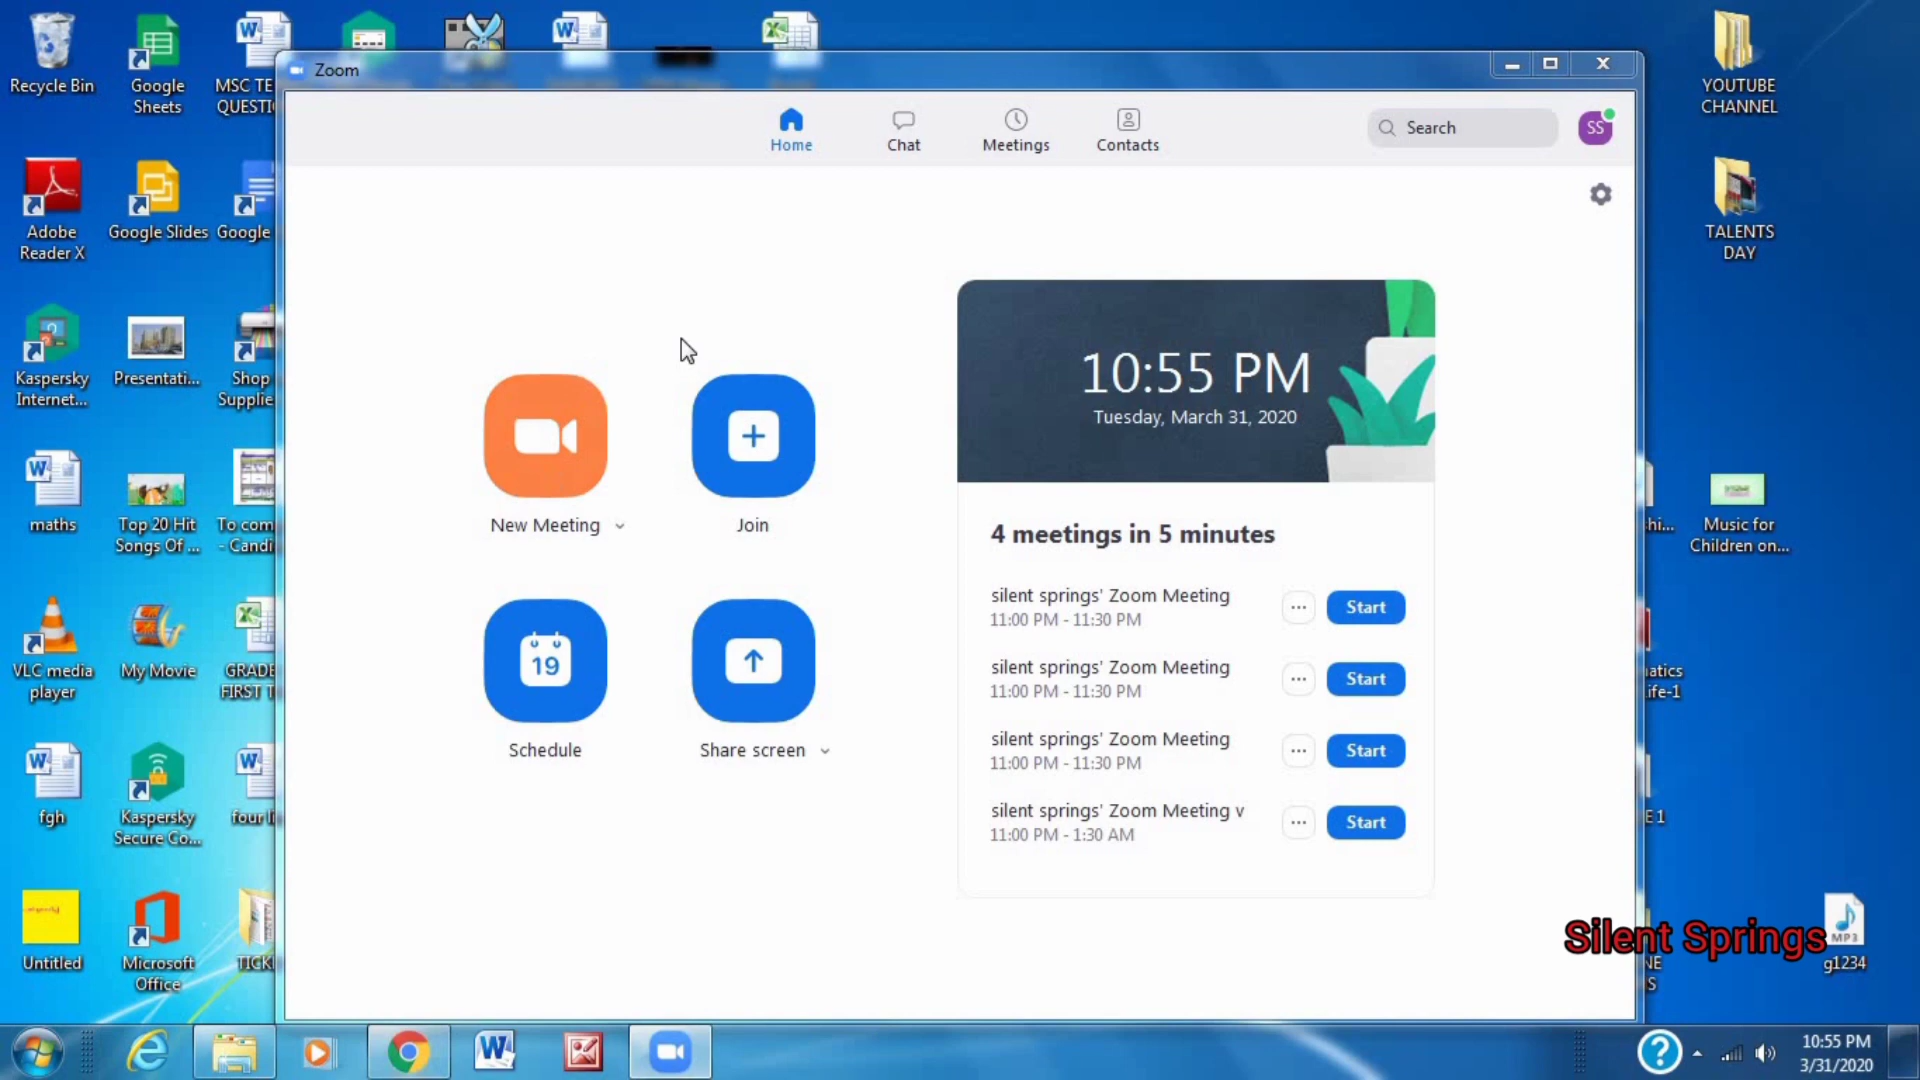 Recycle Bin
Google
Sheets
MSC TE
QUESTI
Zoom
YOUTUBE
CHANNEL
Home
Chat
Meetings
Contacts
Search
SS
Adobe
Reader X
Google Slides
Google
TALENTS
DAY
10:55 PM
Tuesday, March 31, 2020
Kaspersky
Internet...
Presentati...
Shop
Supplie
New Meeting
Join
4 meetings in 5 minutes
maths
Top 20 Hit
Songs Of ...
To com
- Candi
hi...
Music for
Children on...
silent springs' Zoom Meeting
11:00 PM - 11:30 PM
Start
silent springs' Zoom Meeting
11:00 PM - 11:30 PM
Start
19
Schedule
Share screen
VLC media
player
My Movie
GRADE
FIRST T
atics
ife-1
silent springs' Zoom Meeting
11:00 PM - 11:30 PM
Start
silent springs' Zoom Meeting v
11:00 PM - 1:30 AM
Start
fgh
Kaspersky
Secure Co...
four li
E 1
Untitled
Microsoft
Office
TICK
Silent Springs
MP3
NE
S
g1234
10:55 PM
3/31/2020